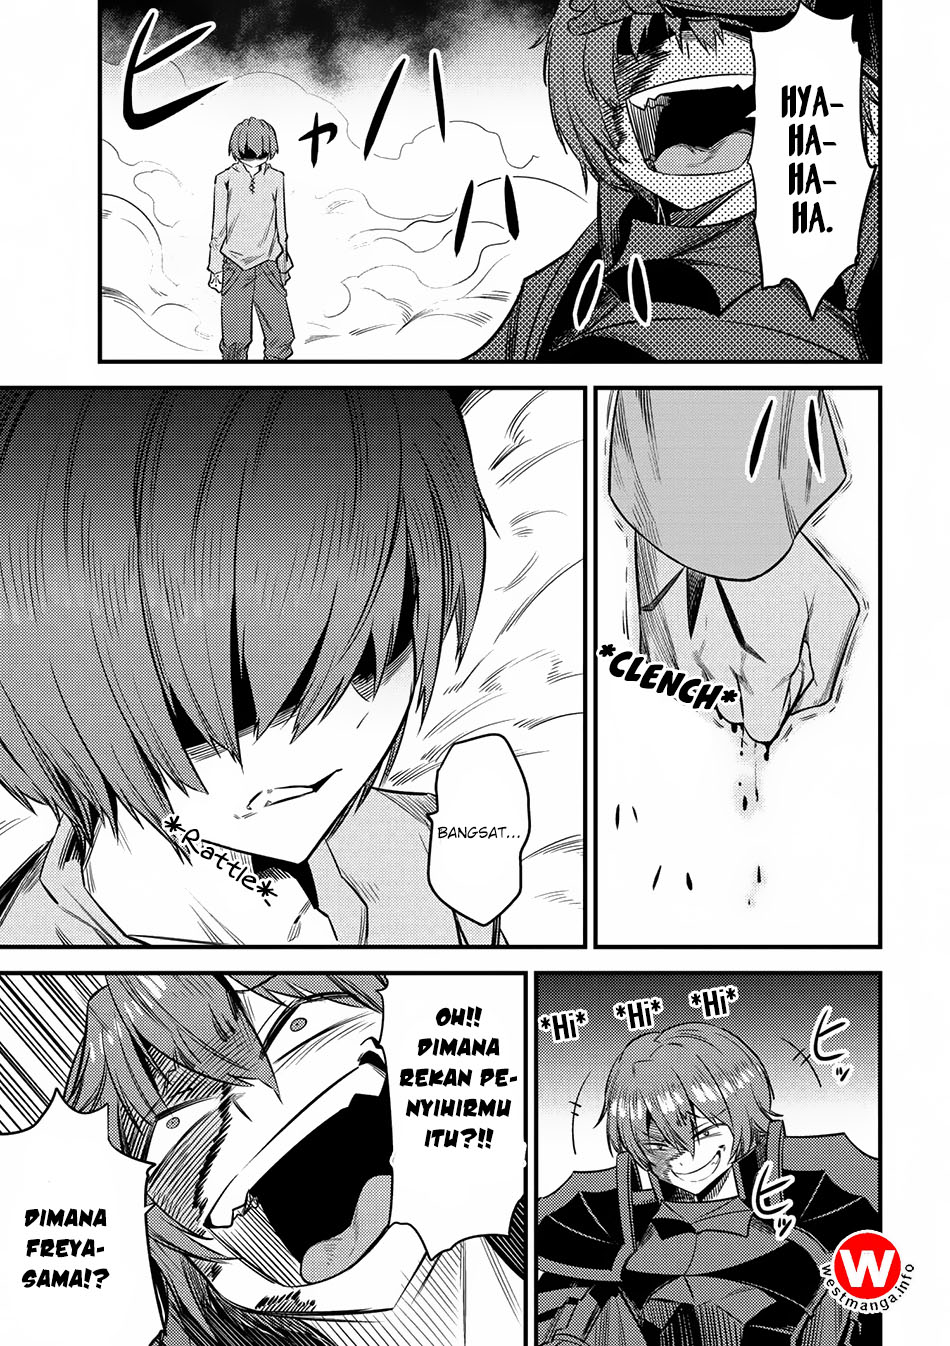 HYA-
HA-
HA-
HA.
ヒャハハハ
*CLENCH*
BANGSAT...
*Rattle*
*Hi*
*Hi*
*Hi*
ヒッ
ヒッ
OH!!
DIMANA
REKAN PE-
NYIHIRMU
ITU?!!
DIMANA
FREYA-
SAMA!?
W
westmanga.info